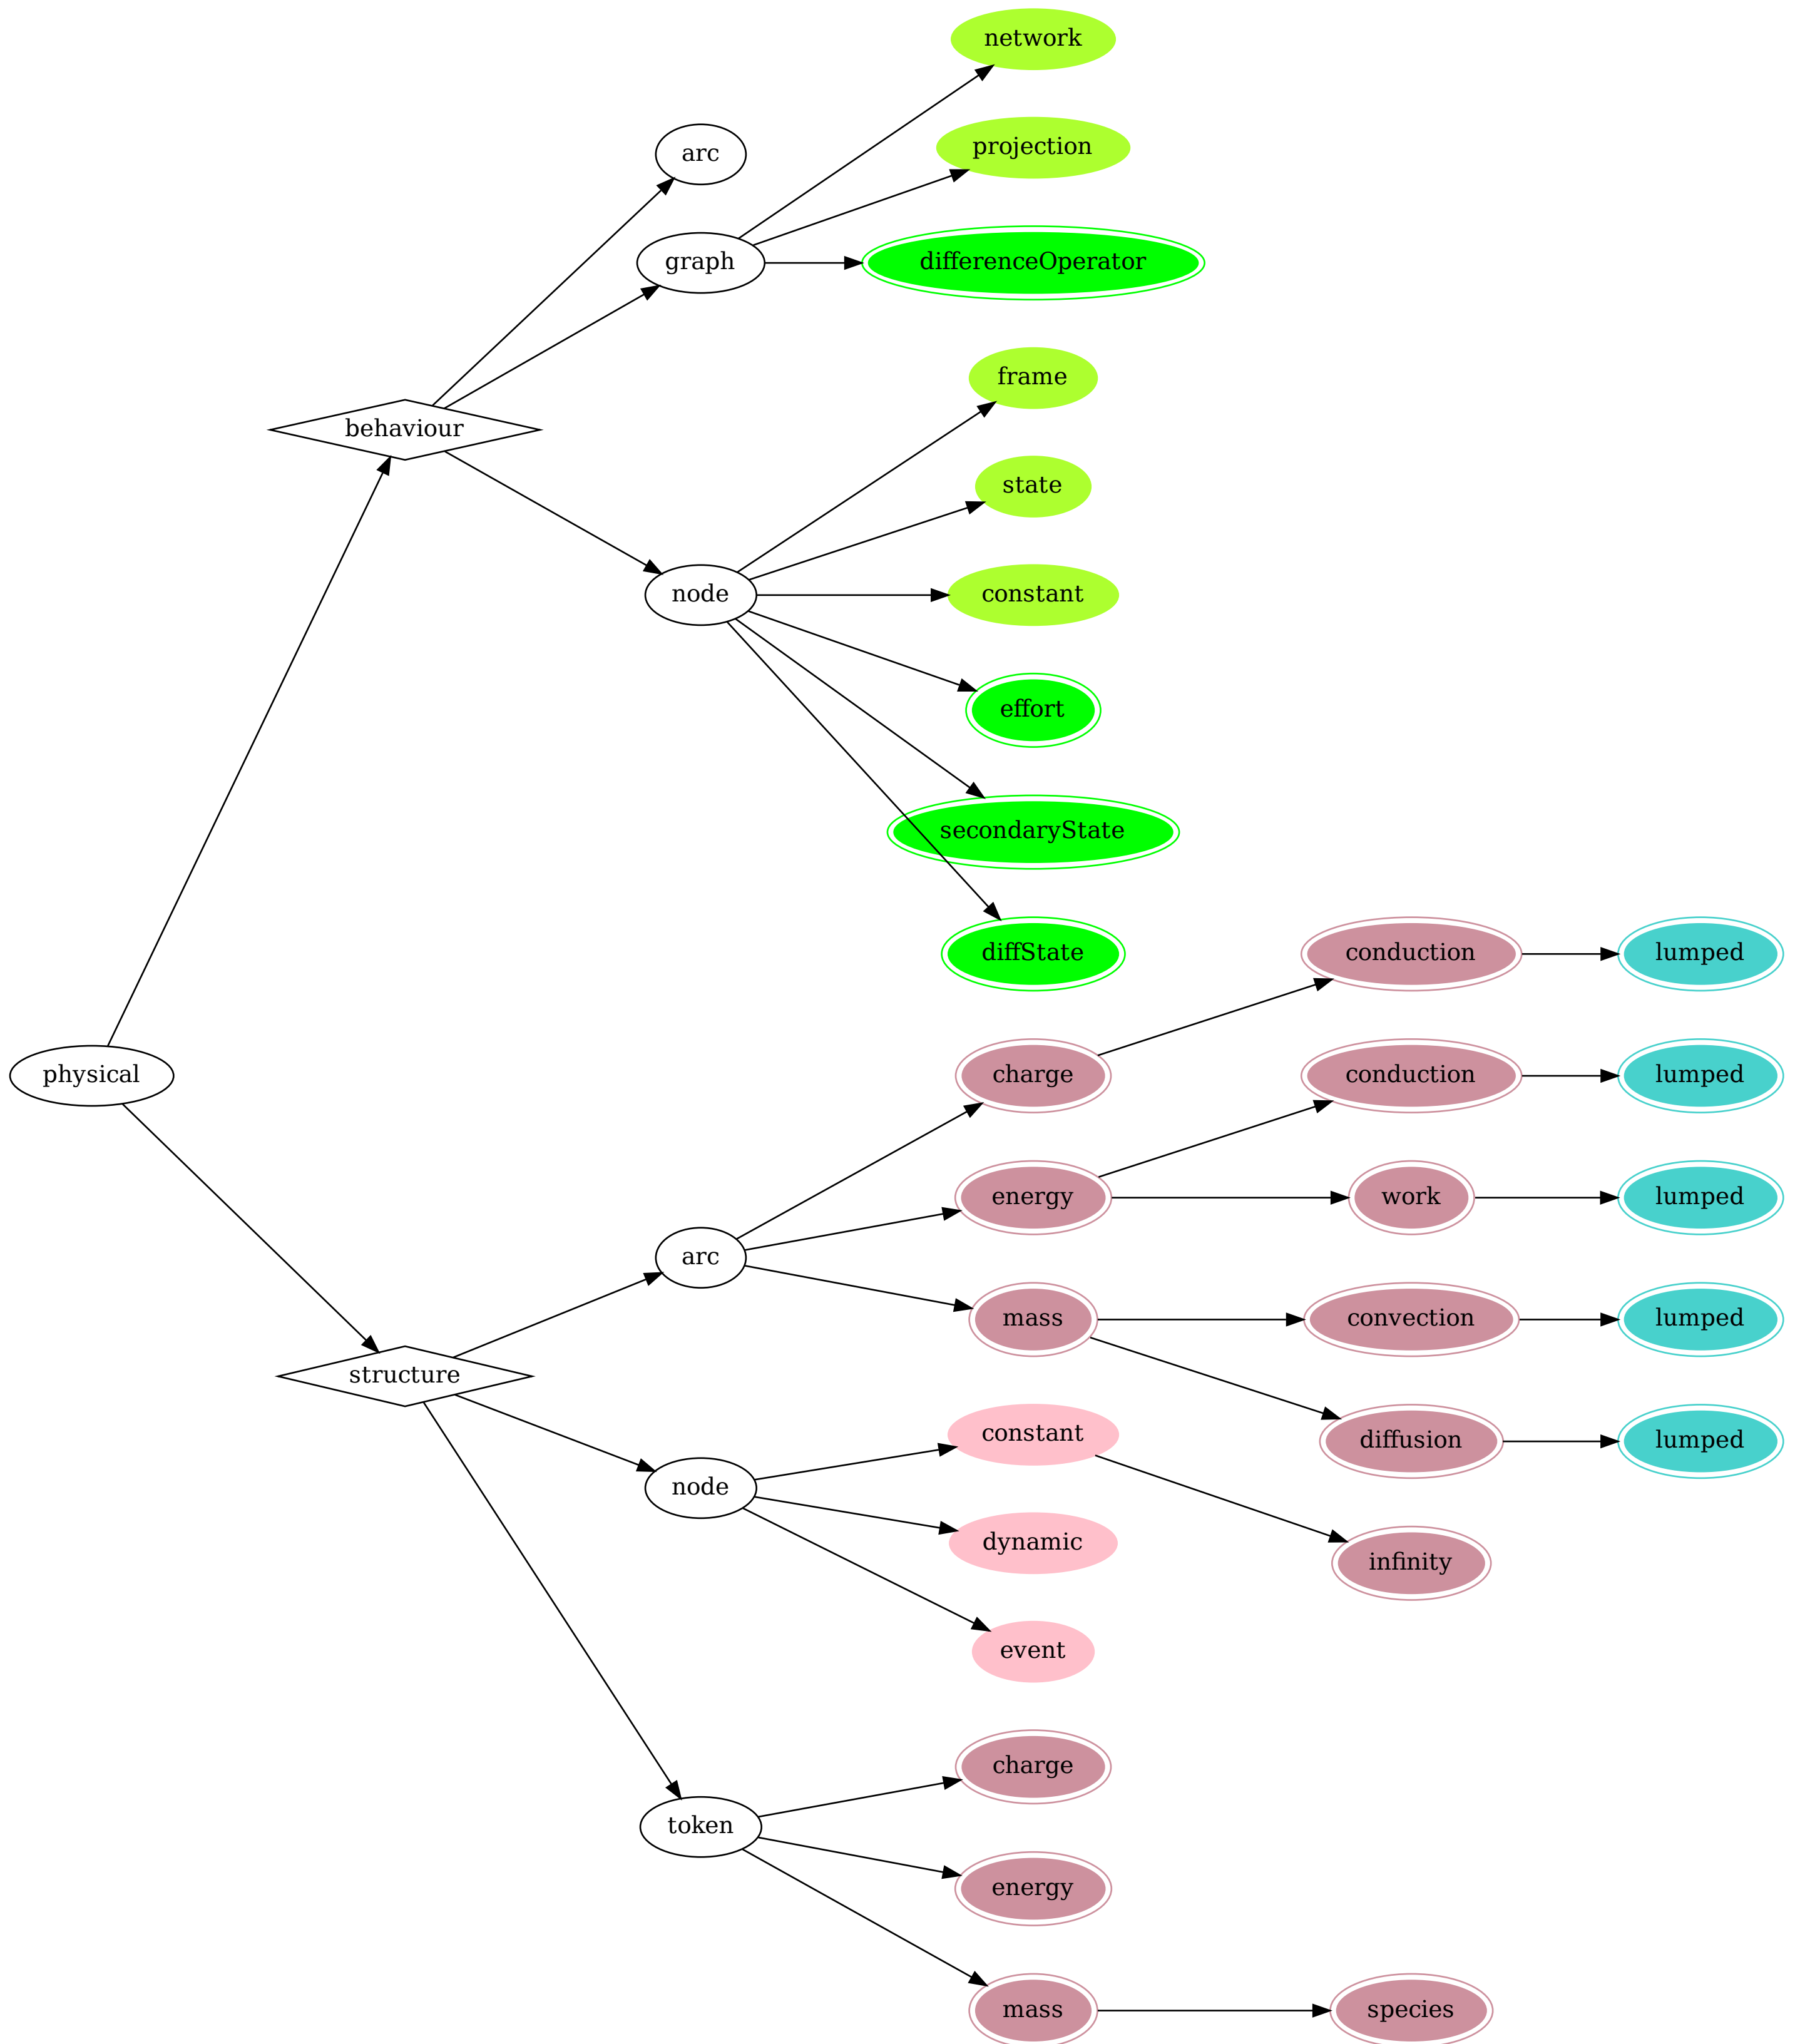 network
arc
projection
graph
differenceOperator
frame
behaviour
state
node
constant
effort
secondaryState
diffState
conduction
lumped
physical
charge
conduction
lumped
energy
work
lumped
arc
mass
convection
lumped
structure
constant
diffusion
lumped
node
dynamic
infinity
event
charge
token
energy
mass
species